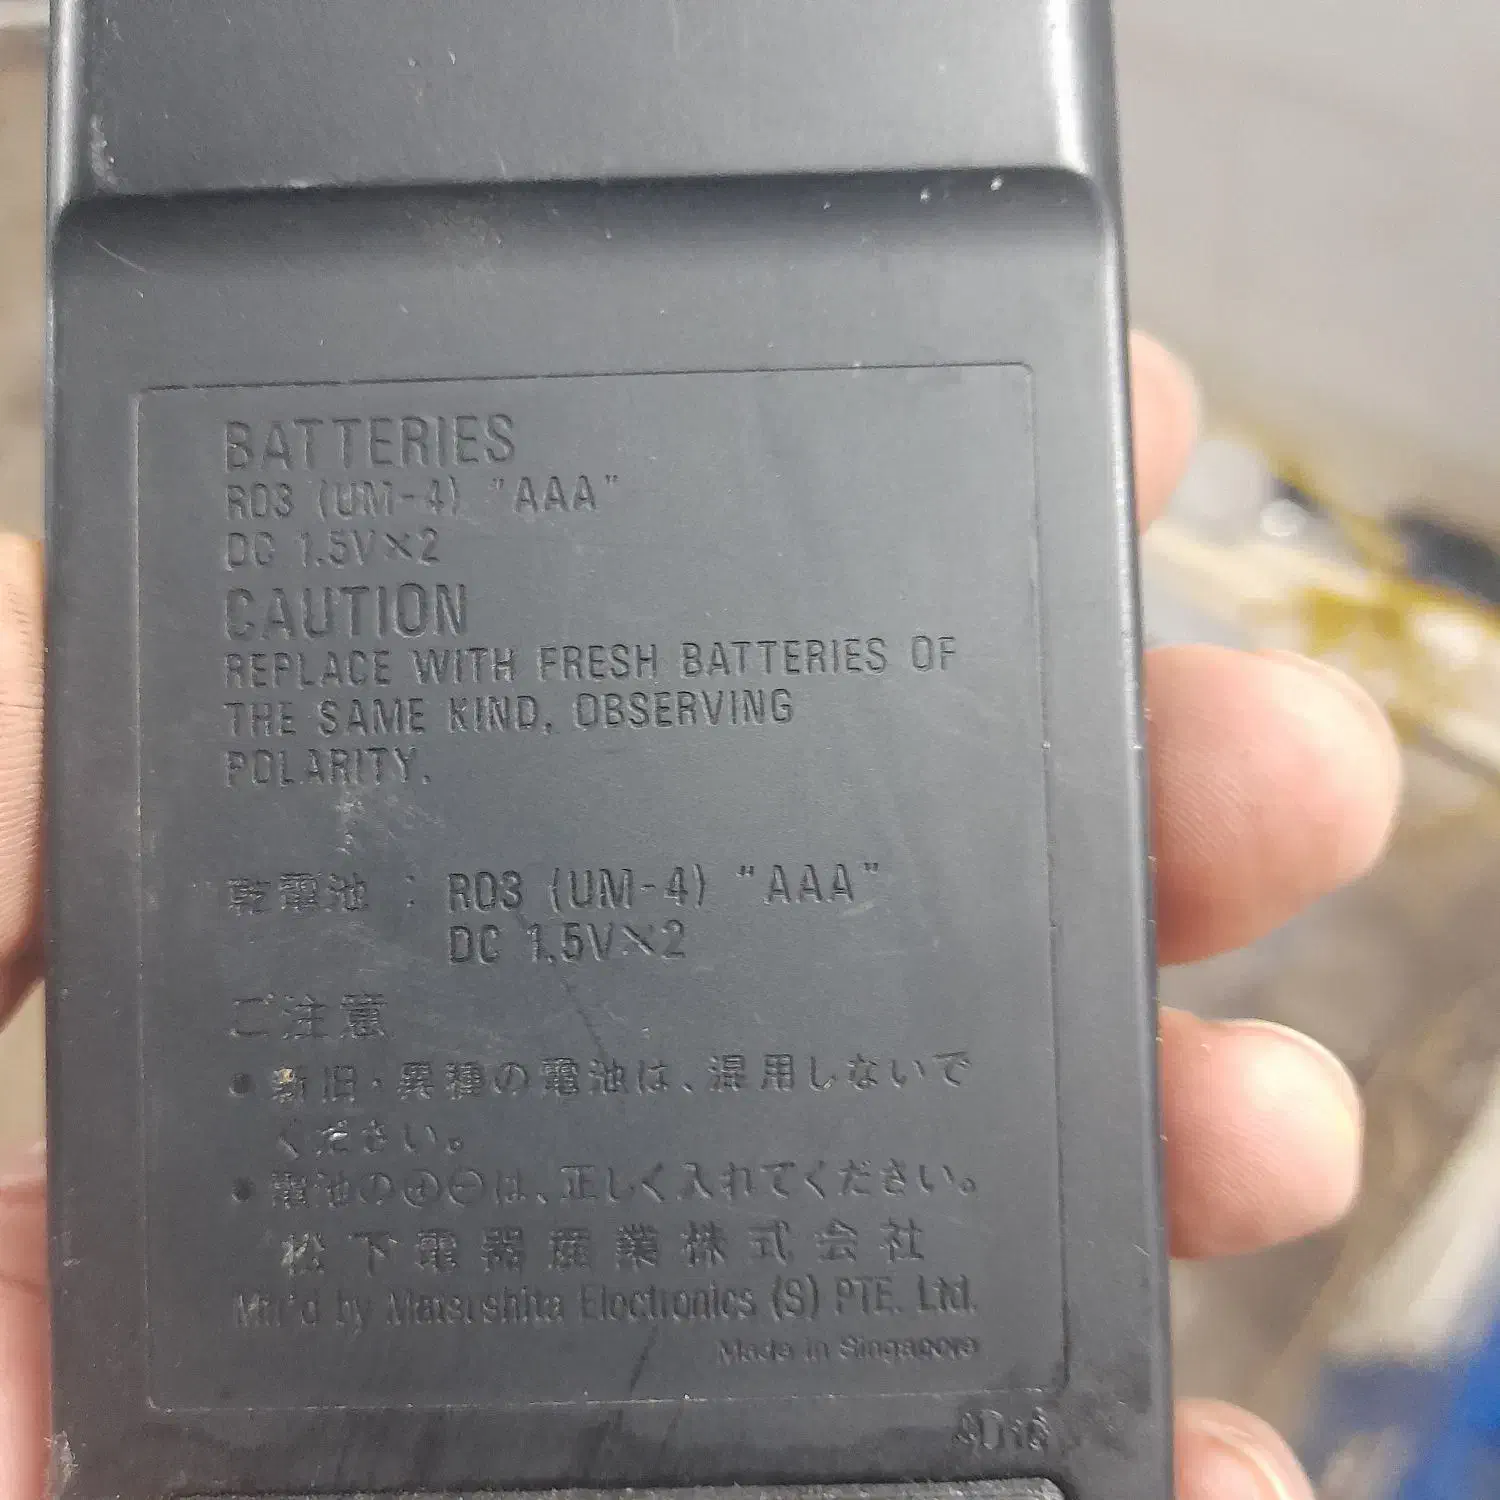 BATTERIES
R03 (UM-4) "AAA"
DC 1.5V×2
CAUTION
REPLACE WITH FRESH BATTERIES OF
THE SAME KIND, OBSERVING
POLARITY.
乾電池 : R03 (UM-4) "AAA"
DC 1.5V×2
ご注意
● 新旧・異種の電池は、混用しないで
ください。
● 電池の⊕⊖は、正しく入れてください。
松下電器産業株式会社
Mfr'd by Matsushita Electronics (S) PTE. Ltd.
Made in Singapore